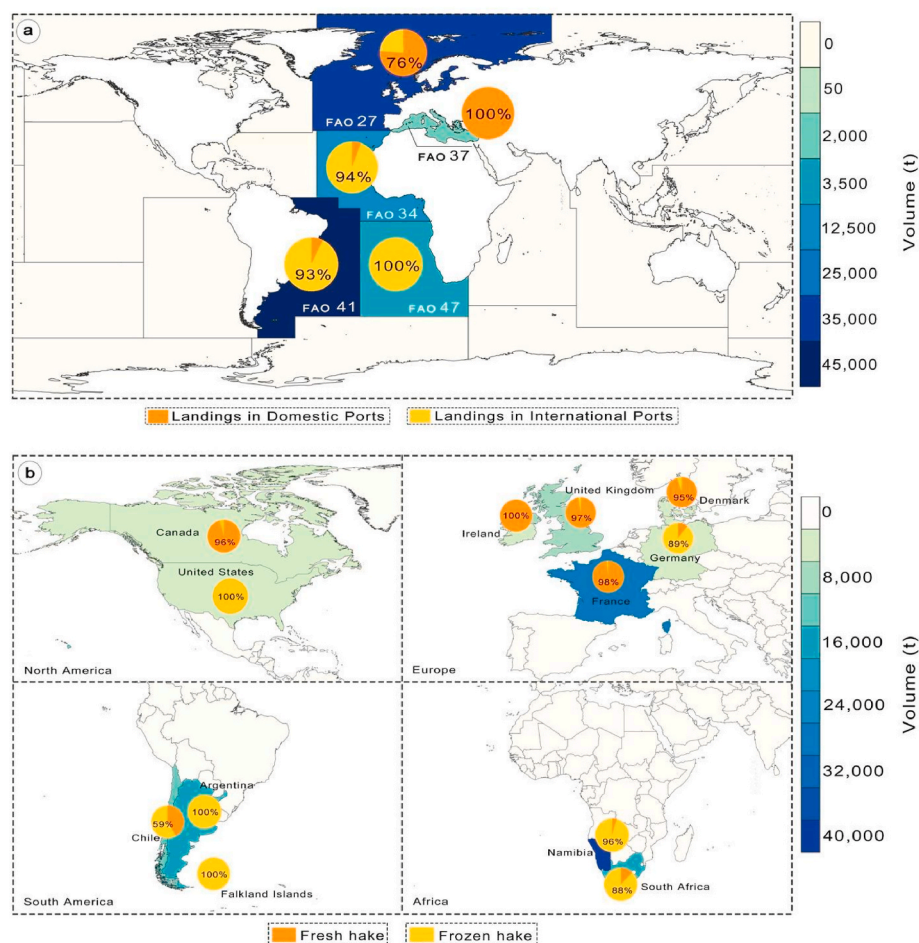 a
0
50
2,000
3,500
12,500
25,000
35,000
45,000
Volume (t)
76%
FAO 27
100%
FAO 37
94%
FAO 34
93%
FAO 41
100%
FAO 47
Landings in Domestic Ports
Landings in International Ports
b
Canada
96%
United States
100%
North America
United Kingdom
97%
95%
Denmark
100%
Ireland
89%
Germany
98%
France
Europe
0
8,000
16,000
24,000
32,000
40,000
Volume (t)
Argentina
100%
59%
Chile
100%
Falkland Islands
South America
96%
Namibia
88%
South Africa
Africa
Fresh hake
Frozen hake